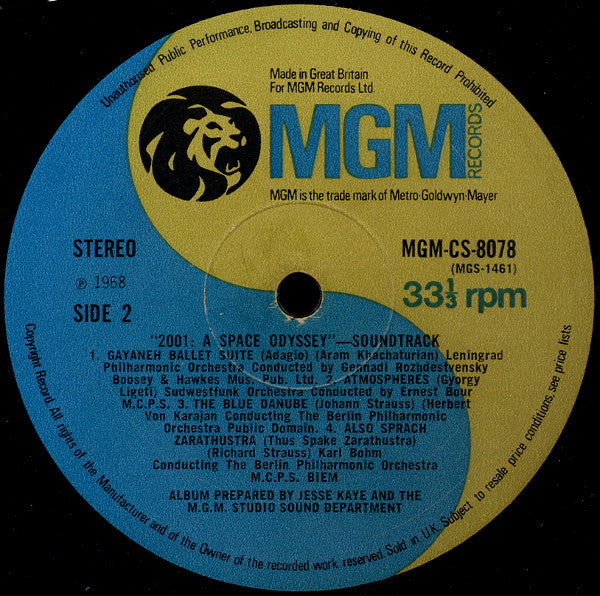 Unauthorised Public Performance, Broadcasting and Copying of this Record Prohibited
Made in Great Britain
For MGM Records Ltd.
MGM RECORDS
MGM is the trade mark of Metro-Goldwyn-Mayer
STEREO
MGM-CS-8078
(MGS-1461)
℗ 1968
33⅓ rpm
SIDE 2
"2001: A SPACE ODYSSEY"—SOUNDTRACK
1. GAYANEH BALLET SUITE (Adagio) (Aram Khachaturian) Leningrad
Philharmonic Orchestra Conducted by Gennadi Rozhdestvensky
Boosey & Hawkes Mus. Pub. Ltd. 2. ATMOSPHERES (Gyorgy
Ligeti) Sudwestfunk Orchestra Conducted by Ernest Bour
M.C.P.S. 3. THE BLUE DANUBE (Johann Strauss) (Herbert
Von Karajan Conducting The Berlin Philharmonic
Orchestra Public Domain. 4. ALSO SPRACH
ZARATHUSTRA (Thus Spake Zarathustra)
(Richard Strauss) Karl Bohm
Conducting The Berlin Philharmonic Orchestra
M.C.P.S. BIEM
ALBUM PREPARED BY JESSE KAYE AND THE
M.G.M. STUDIO SOUND DEPARTMENT
Copyright Record. All rights of the Manufacturer and of the Owner of the recorded work reserved. Sold in U.K. Subject to resale price conditions, see price lists